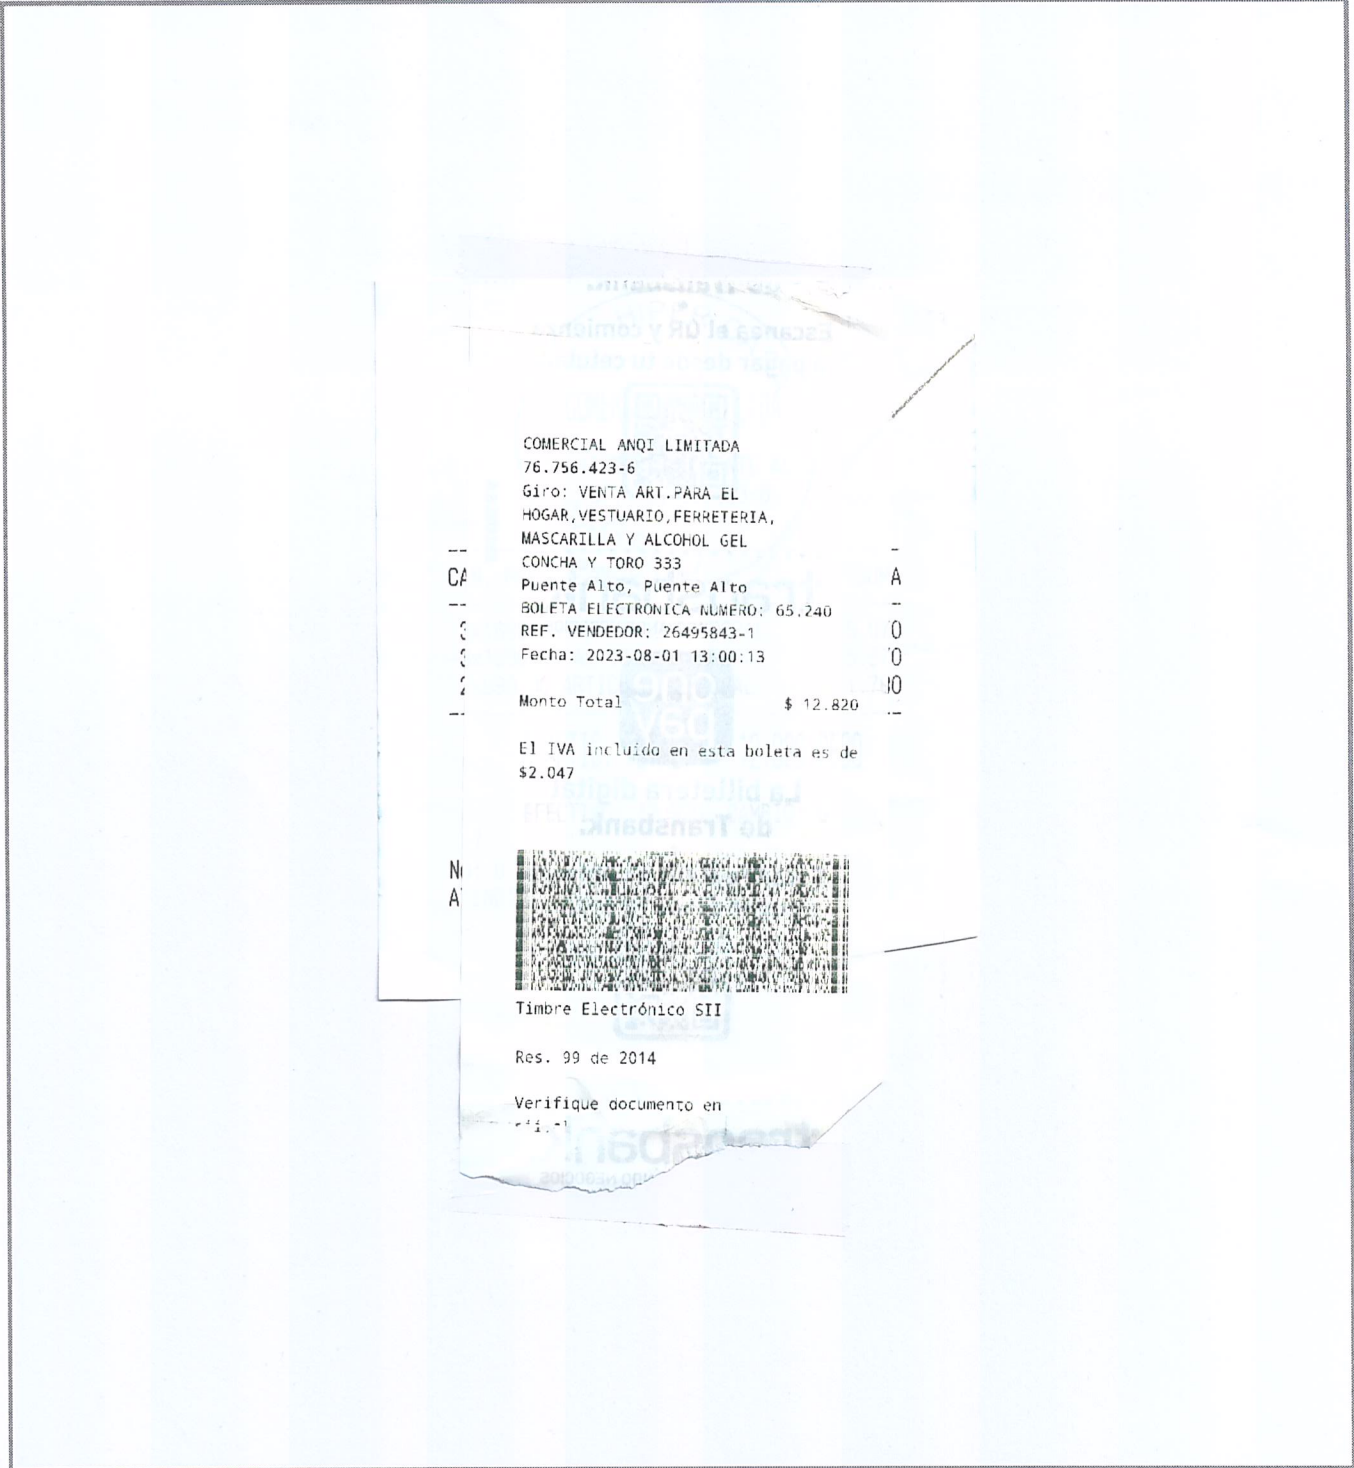 COMERCIAL ANQI LIMITADA
76.756.423-6
Giro: VENTA ART.PARA EL
HOGAR,VESTUARIO,FERRETERIA,
MASCARILLA Y ALCOHOL GEL
CONCHA Y TORO 333
Puente Alto, Puente Alto
BOLETA ELECTRONICA NUMERO: 65.240
REF. VENDEDOR: 26495843-1
Fecha: 2023-08-01 13:00:13
Monto Total $ 12.820
El IVA incluido en esta boleta es de
$2.047
Timbre Electrónico SII
Res. 99 de 2014
Verifique documento en